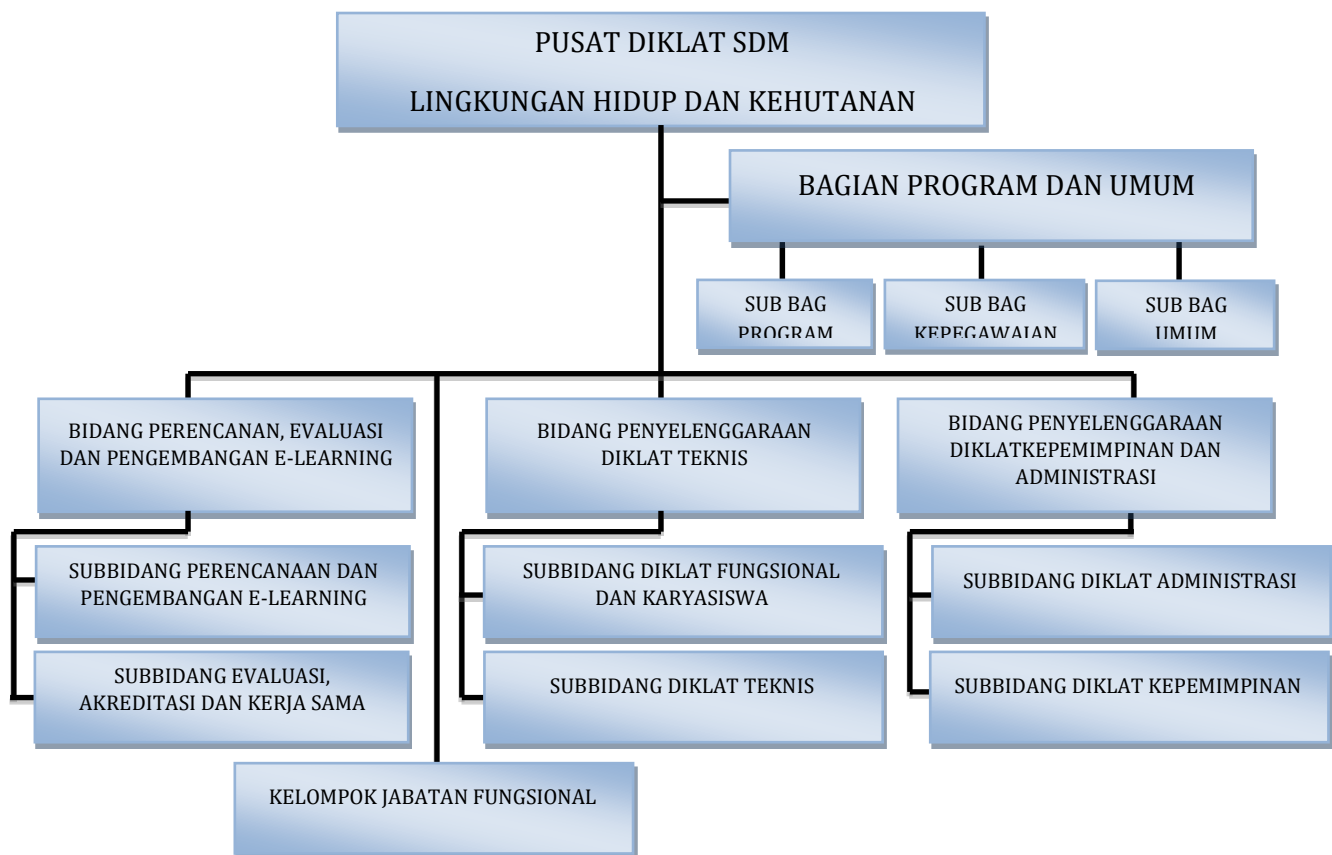 PUSAT DIKLAT SDM
LINGKUNGAN HIDUP DAN KEHUTANAN
BAGIAN PROGRAM DAN UMUM
SUB BAG
PROGRAM
SUB BAG
KEPEGAWAIAN
SUB BAG
UMUM
BIDANG PERENCANAN, EVALUASI
DAN PENGEMBANGAN E-LEARNING
BIDANG PENYELENGGARAAN
DIKLAT TEKNIS
BIDANG PENYELENGGARAAN
DIKLATKEPEMIMPINAN DAN
ADMINISTRASI
SUBBIDANG PERENCANAAN DAN
PENGEMBANGAN E-LEARNING
SUBBIDANG DIKLAT FUNGSIONAL
DAN KARYASISWA
SUBBIDANG DIKLAT ADMINISTRASI
SUBBIDANG EVALUASI,
AKREDITASI DAN KERJA SAMA
SUBBIDANG DIKLAT TEKNIS
SUBBIDANG DIKLAT KEPEMIMPINAN
KELOMPOK JABATAN FUNGSIONAL